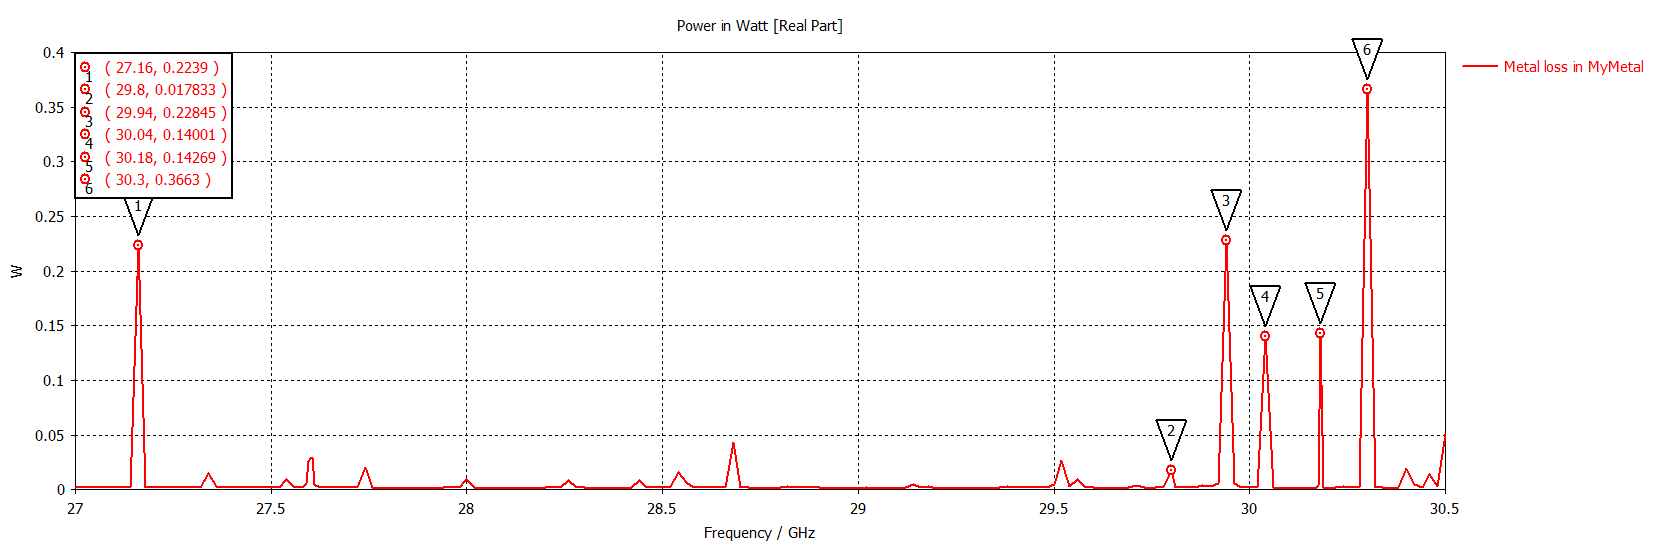 Power in Watt [Real Part]
0.4
0.35
0.3
0.25
0.2
0.15
0.1
0.05
0
W
1 ( 27.16, 0.2239 )
2 ( 29.8, 0.017833 )
3 ( 29.94, 0.22845 )
4 ( 30.04, 0.14001 )
5 ( 30.18, 0.14269 )
6 ( 30.3, 0.3663 )
1
2
3
4
5
6
Metal loss in MyMetal
27 27.5 28 28.5 29 29.5 30 30.5
Frequency / GHz